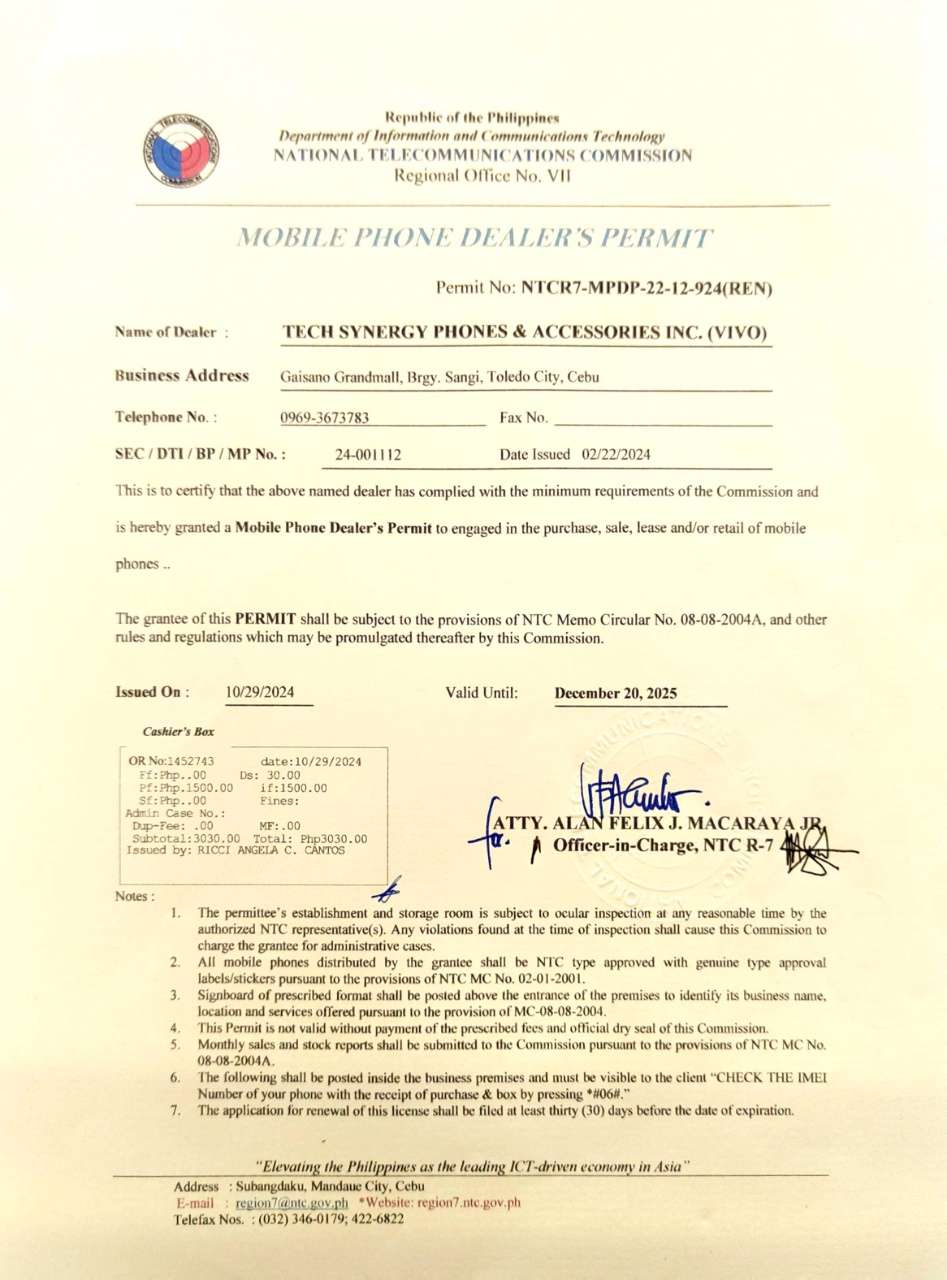 Republic of the Philippines
Department of Information and Communications Technology
NATIONAL TELECOMMUNICATIONS COMMISSION
Regional Office No. VII
NATIONAL TELECOMMUNICATIONS
COMMISSION
MOBILE PHONE DEALER'S PERMIT
Permit No: NTCR7-MPDP-22-12-924(REN)
Name of Dealer : TECH SYNERGY PHONES & ACCESSORIES INC. (VIVO)
Business Address Gaisano Grandmall, Brgy. Sangi, Toledo City, Cebu
Telephone No. : 0969-3673783 Fax No.
SEC / DTI / BP / MP No. : 24-001112 Date Issued 02/22/2024
This is to certify that the above named dealer has complied with the minimum requirements of the Commission and
is hereby granted a Mobile Phone Dealer's Permit to engaged in the purchase, sale, lease and/or retail of mobile
phones ..
The grantee of this PERMIT shall be subject to the provisions of NTC Memo Circular No. 08-08-2004A, and other
rules and regulations which may be promulgated thereafter by this Commission.
Issued On : 10/29/2024 Valid Until: December 20, 2025
Cashier's Box
OR No:1452743 date:10/29/2024
Ff:Php..00 Ds: 30.00
Pf:Php.1500.00 if:1500.00
Sf:Php..00 Fines:
Admin Case No.:
Dup-Fee: .00 MF:.00
Subtotal:3030.00 Total: Php3030.00
Issued by: RICCI ANGELA C. CANTOS
for.
ATTY. ALAN FELIX J. MACARAYA JR.
Officer-in-Charge, NTC R-7
Notes :
1. The permittee's establishment and storage room is subject to ocular inspection at any reasonable time by the
authorized NTC representative(s). Any violations found at the time of inspection shall cause this Commission to
charge the grantee for administrative cases.
2. All mobile phones distributed by the grantee shall be NTC type approved with genuine type approval
labels/stickers pursuant to the provisions of NTC MC No. 02-01-2001.
3. Signboard of prescribed format shall be posted above the entrance of the premises to identify its business name,
location and services offered pursuant to the provision of MC-08-08-2004.
4. This Permit is not valid without payment of the prescribed fees and official dry seal of this Commission.
5. Monthly sales and stock reports shall be submitted to the Commission pursuant to the provisions of NTC MC No.
08-08-2004A.
6. The following shall be posted inside the business premises and must be visible to the client "CHECK THE IMEI
Number of your phone with the receipt of purchase & box by pressing *#06#."
7. The application for renewal of this license shall be filed at least thirty (30) days before the date of expiration.
"Elevating the Philippines as the leading ICT-driven economy in Asia"
Address : Subangdaku, Mandaue City, Cebu
E-mail : region7@ntc.gov.ph *Website: region7.ntc.gov.ph
Telefax Nos. : (032) 346-0179; 422-6822